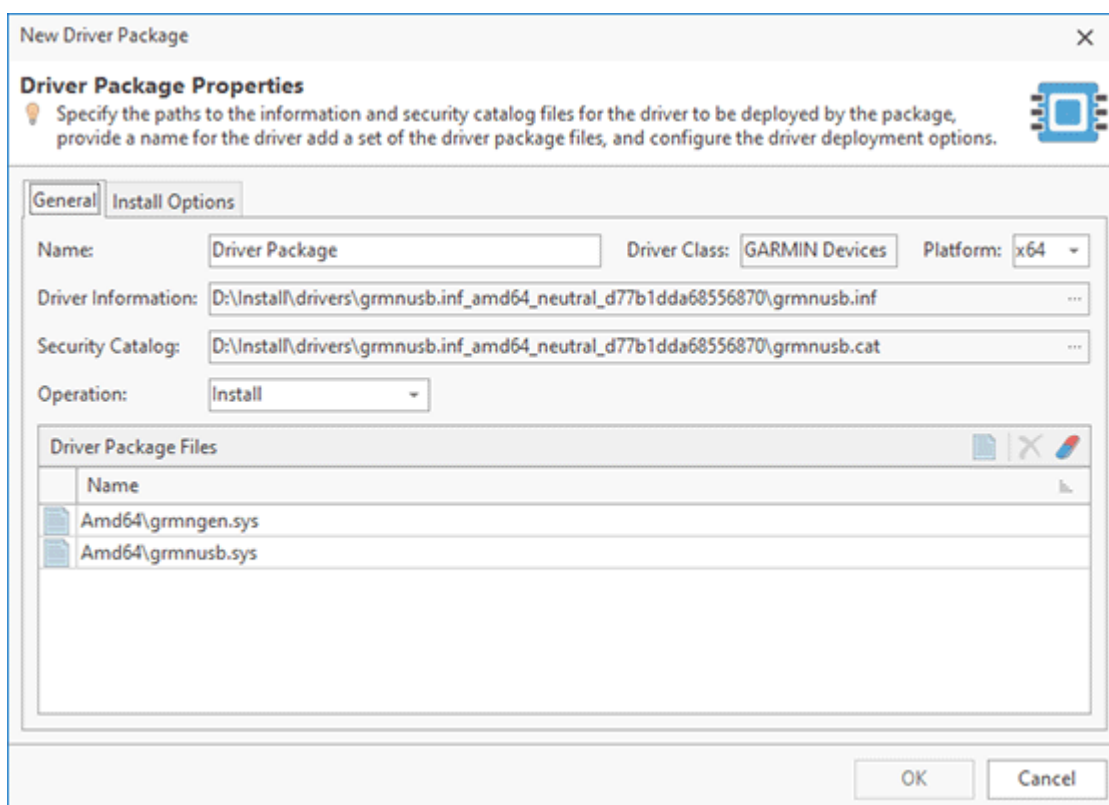 New Driver Package
Driver Package Properties
Specify the paths to the information and security catalog files for the driver to be deployed by the package,
provide a name for the driver add a set of the driver package files, and configure the driver deployment options.
General Install Options
Name: Driver Package Driver Class: GARMIN Devices Platform: x64
Driver Information: D:\Install\drivers\grmnusb.inf_amd64_neutral_d77b1dda68556870\grmnusb.inf ...
Security Catalog: D:\Install\drivers\grmnusb.inf_amd64_neutral_d77b1dda68556870\grmnusb.cat ...
Operation: Install
Driver Package Files
Name
Amd64\grmngen.sys
Amd64\grmnusb.sys
OK Cancel